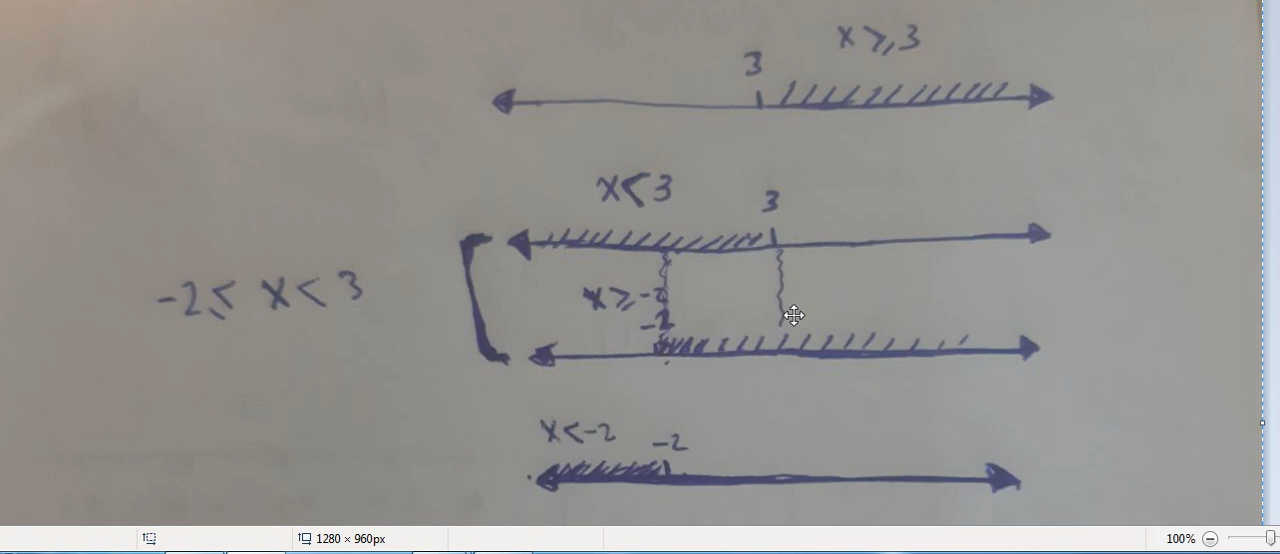 x ≥ 3
3
x < 3
3
-2 ≤ x < 3
x ≥ -2
-2
x < -2
-2
1280 × 960px
100%